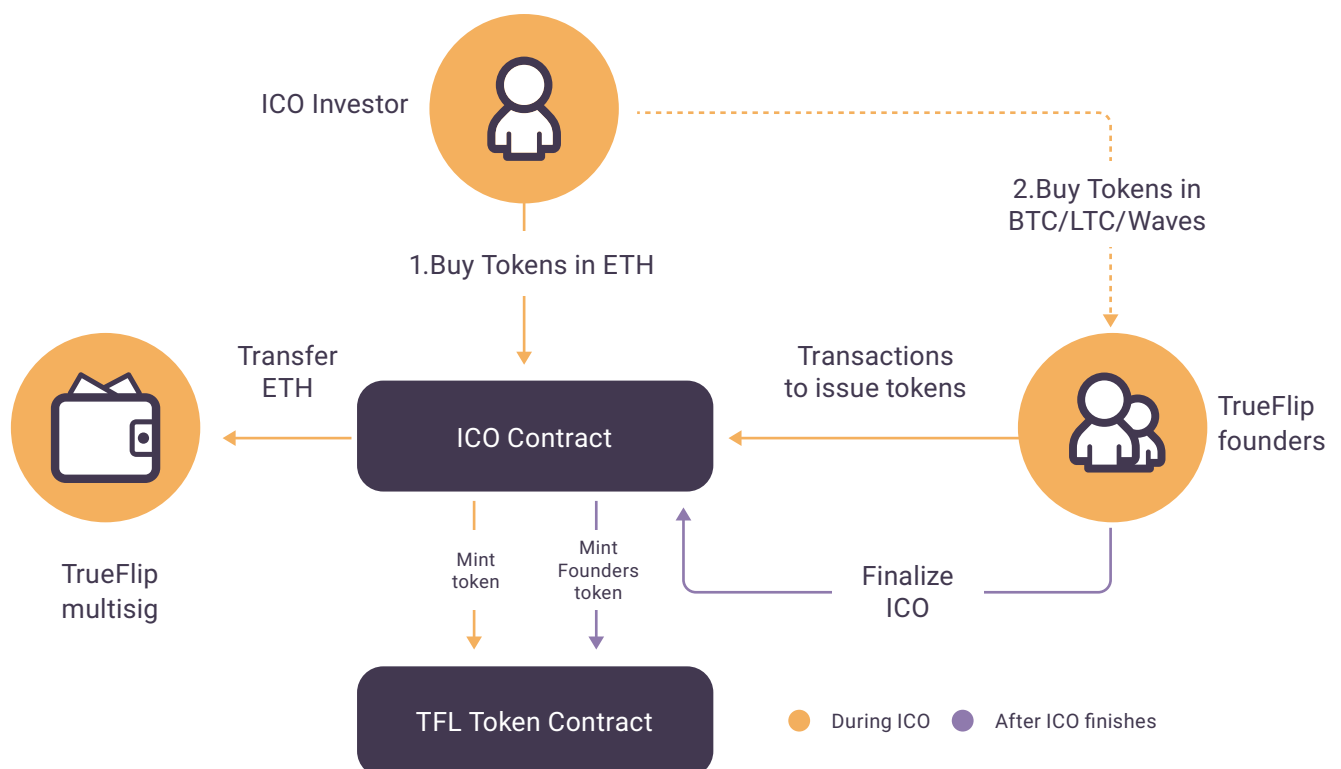 ICO Investor
2.Buy Tokens in
BTC/LTC/Waves
1.Buy Tokens in ETH
Transfer
ETH
Transactions
to issue tokens
TrueFlip
founders
ICO Contract
TrueFlip
multisig
Mint
token
Mint
Founders
token
Finalize
ICO
TFL Token Contract
During ICO
After ICO finishes